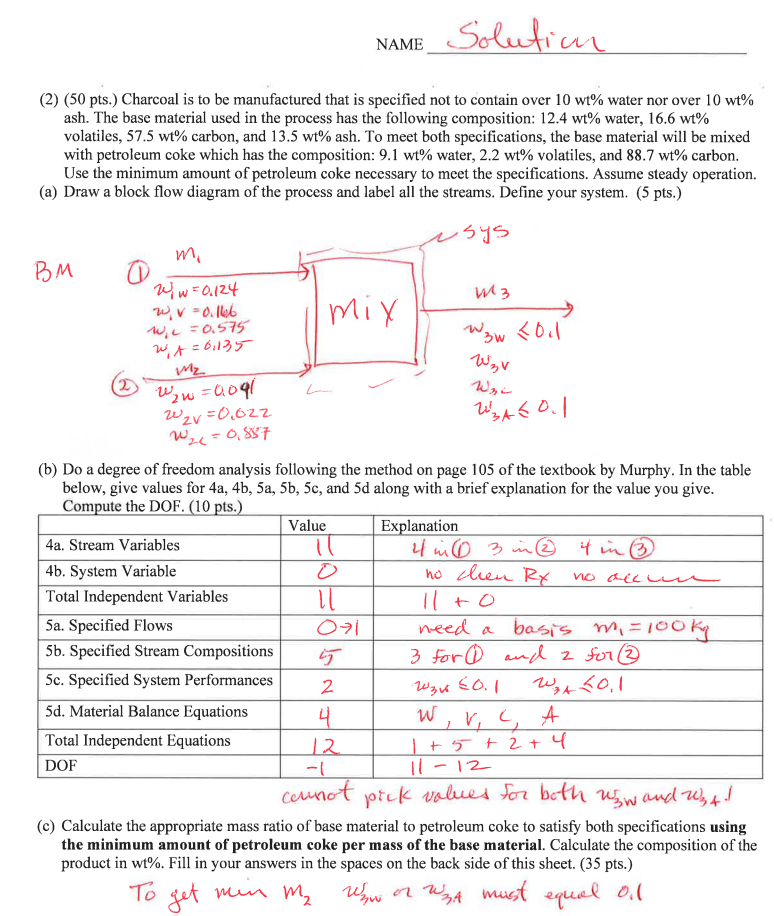 NAME Solution
(2) (50 pts.) Charcoal is to be manufactured that is specified not to contain over 10 wt% water nor over 10 wt%
ash. The base material used in the process has the following composition: 12.4 wt% water, 16.6 wt%
volatiles, 57.5 wt% carbon, and 13.5 wt% ash. To meet both specifications, the base material will be mixed
with petroleum coke which has the composition: 9.1 wt% water, 2.2 wt% volatiles, and 88.7 wt% carbon.
Use the minimum amount of petroleum coke necessary to meet the specifications. Assume steady operation.
(a) Draw a block flow diagram of the process and label all the streams. Define your system. (5 pts.)
sys
BM
① m₁
w₁w = 0.124
w₁v = 0.166
w₁c = 0.575
w₁A = 0.135
mix
m3
w₃w ≤ 0.1
w₃v
w₃c
w₃A ≤ 0.1
② m₂
w₂w = 0.091
w₂v = 0.022
w₂c = 0.887
(b) Do a degree of freedom analysis following the method on page 105 of the textbook by Murphy. In the table
below, give values for 4a, 4b, 5a, 5b, 5c, and 5d along with a brief explanation for the value you give.
Compute the DOF. (10 pts.)
Value Explanation
4a. Stream Variables 11 4 in ① 3 in ② 4 in ③
4b. System Variable 0 no chem Rx no accum
Total Independent Variables 11 11 + 0
5a. Specified Flows 0→1 need a basis m₁ = 100 kg
5b. Specified Stream Compositions 5 3 for ① and 2 for ②
5c. Specified System Performances 2 w₃w ≤ 0.1 w₃A ≤ 0.1
5d. Material Balance Equations 4 W, V, C, A
Total Independent Equations 12 1 + 5 + 2 + 4
DOF -1 11 - 12
cannot pick values for both w₃w and w₃A!
(c) Calculate the appropriate mass ratio of base material to petroleum coke to satisfy both specifications using
the minimum amount of petroleum coke per mass of the base material. Calculate the composition of the
product in wt%. Fill in your answers in the spaces on the back side of this sheet. (35 pts.)
To get min m₂ w₃w or w₃A must equal 0.1